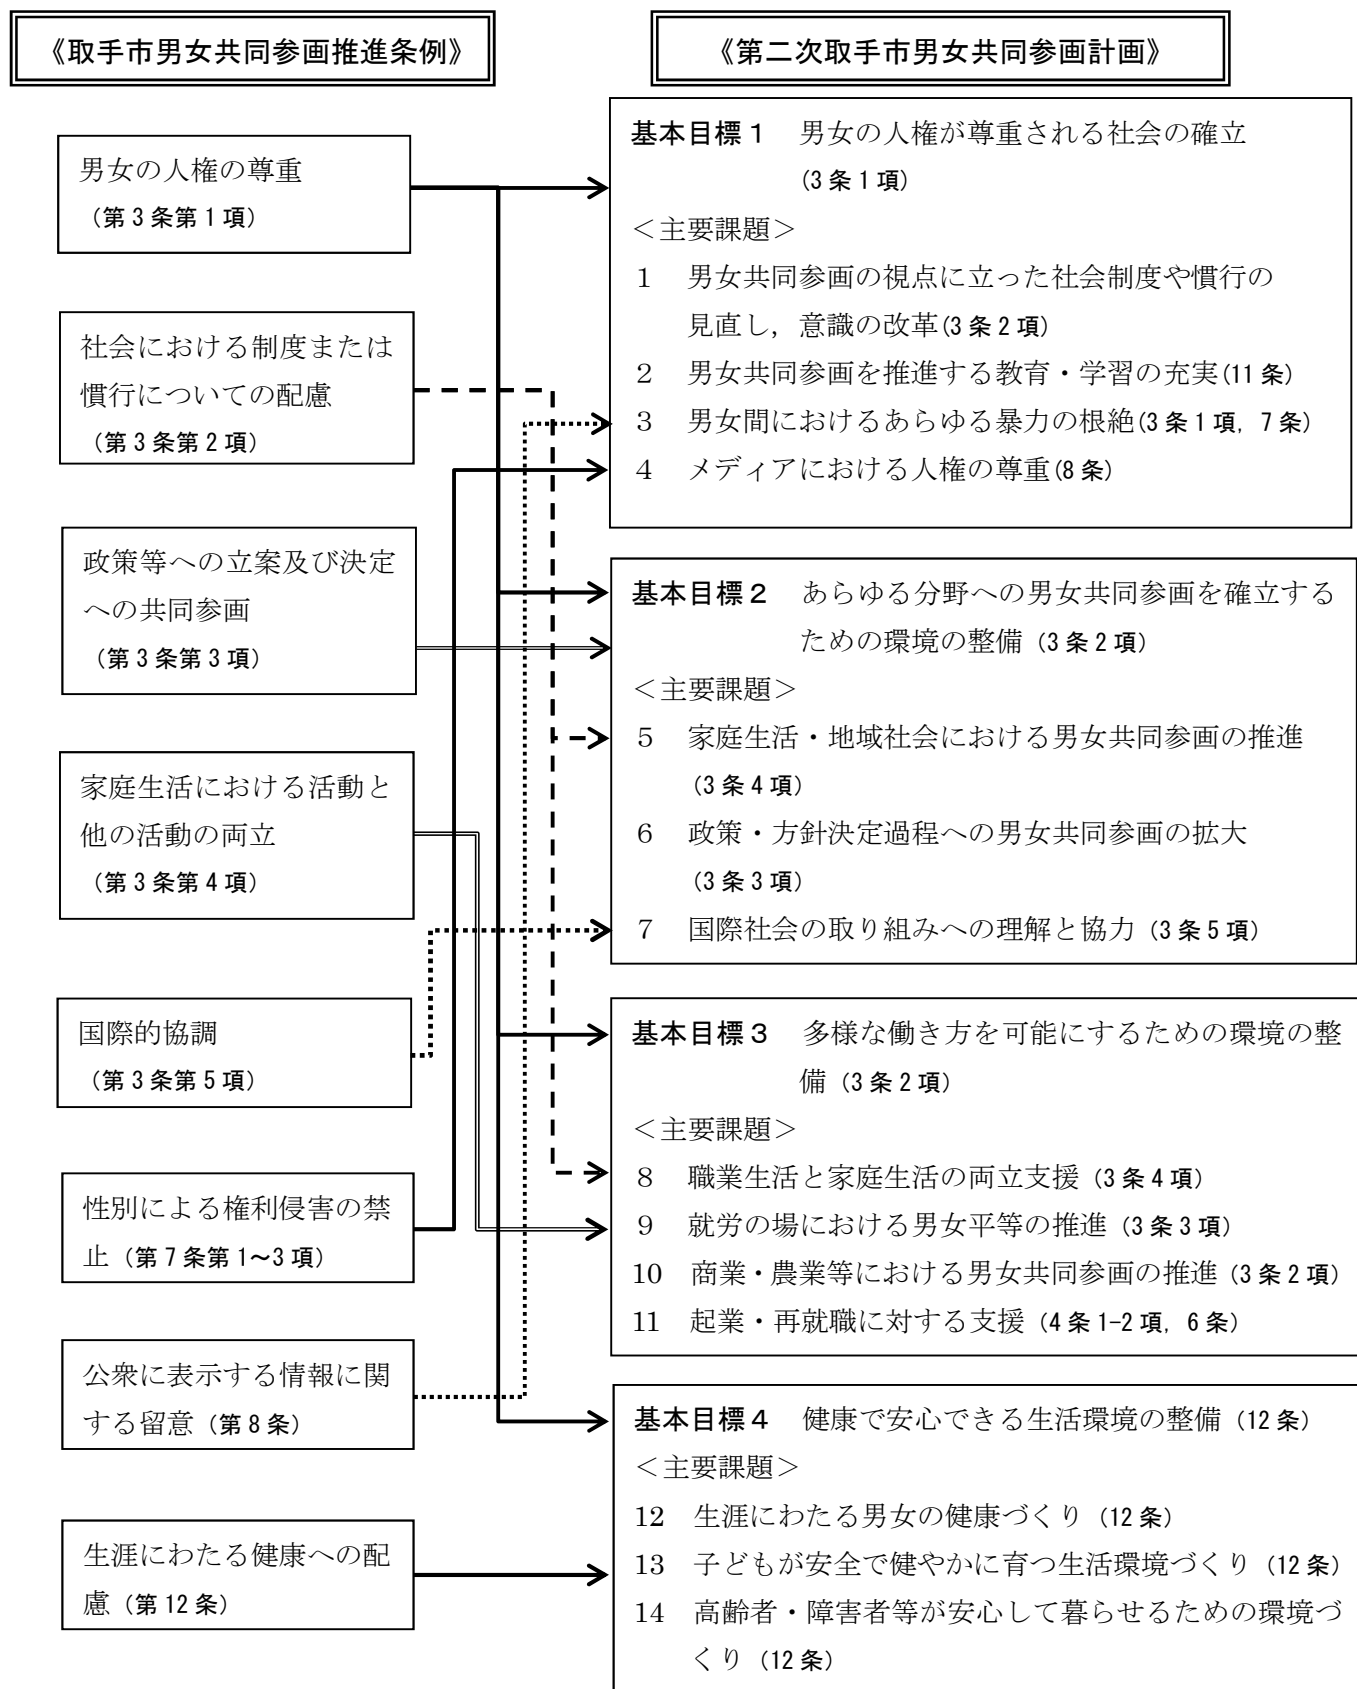 《取手市男女共同参画推進条例》
男女の人権の尊重
（第３条第１項）
社会における制度または
慣行についての配慮
（第３条第２項）
政策等への立案及び決定
への共同参画
（第３条第３項）
家庭生活における活動と
他の活動の両立
（第３条第４項）
国際的協調
（第３条第５項）
性別による権利侵害の禁
止（第７条第１～３項）
公衆に表示する情報に関
する留意（第８条）
生涯にわたる健康への配
慮（第12条）
《第二次取手市男女共同参画計画》
基本目標１　男女の人権が尊重される社会の確立
（３条１項）
＜主要課題＞
1　男女共同参画の視点に立った社会制度や慣行の
見直し，意識の改革(３条２項)
2　男女共同参画を推進する教育・学習の充実(11条)
3　男女間におけるあらゆる暴力の根絶(３条１項，７条)
4　メディアにおける人権の尊重(８条)
基本目標２　あらゆる分野への男女共同参画を確立する
ための環境の整備（３条２項）
＜主要課題＞
5　家庭生活・地域社会における男女共同参画の推進
（３条４項）
6　政策・方針決定過程への男女共同参画の拡大
（３条３項）
7　国際社会の取り組みへの理解と協力（３条５項）
基本目標３　多様な働き方を可能にするための環境の整
備（３条２項）
＜主要課題＞
8　職業生活と家庭生活の両立支援（３条４項）
9　就労の場における男女平等の推進（３条３項）
10　商業・農業等における男女共同参画の推進（３条２項）
11　起業・再就職に対する支援（４条1-2項，６条）
基本目標４　健康で安心できる生活環境の整備（12条）
＜主要課題＞
12　生涯にわたる男女の健康づくり（12条）
13　子どもが安全で健やかに育つ生活環境づくり（12条）
14　高齢者・障害者等が安心して暮らせるための環境づ
くり（12条）